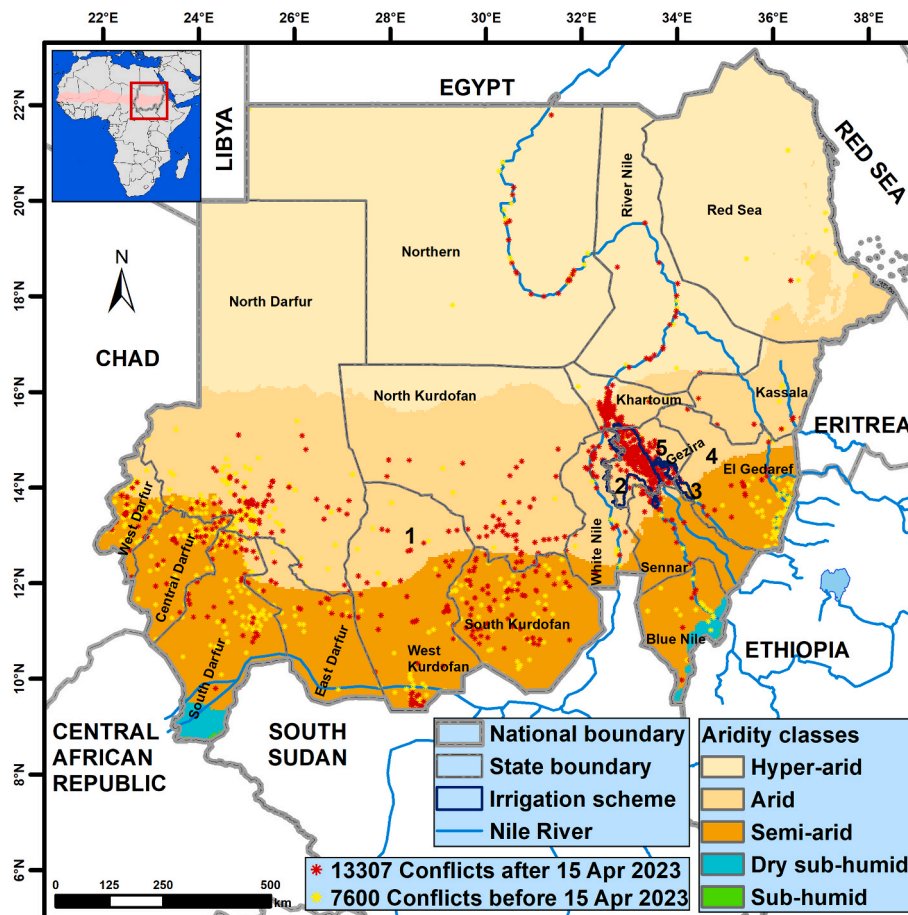 22°E 24°E 26°E 28°E 30°E 32°E 34°E 36°E 38°E
22°N
20°N
18°N
16°N
14°N
12°N
10°N
8°N
6°N
EGYPT
LIBYA
RED SEA
N
CHAD
Northern
River Nile
Red Sea
North Darfur
North Kurdofan
Khartoum
Kassala
ERITREA
Gezira
El Gedaref
1
2
3
4
5
West Darfur
Central Darfur
South Darfur
East Darfur
West
Kurdofan
South Kurdofan
White Nile
Sennar
Blue Nile
ETHIOPIA
CENTRAL
AFRICAN
REPUBLIC
SOUTH
SUDAN
National boundary
State boundary
Irrigation scheme
Nile River
Aridity classes
Hyper-arid
Arid
Semi-arid
Dry sub-humid
Sub-humid
13307 Conflicts after 15 Apr 2023
7600 Conflicts before 15 Apr 2023
0 125 250 500
km